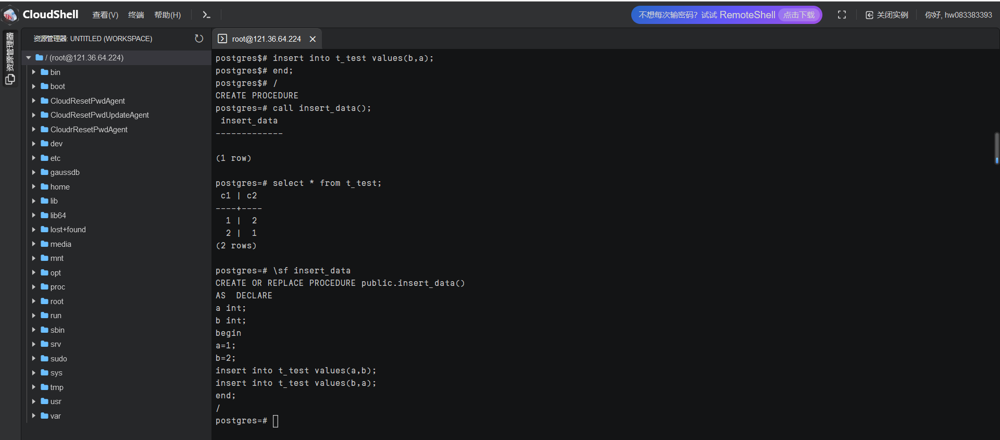 CloudShell
查看(V)
终端
帮助(H)
不想每次输密码？试试 RemoteShell 点击下载
关闭实例
你好, hw083383393
资源管理器
资源管理器: UNTITLED (WORKSPACE)
/ (root@121.36.64.224)
bin
boot
CloudResetPwdAgent
CloudResetPwdUpdateAgent
CloudrResetPwdAgent
dev
etc
gaussdb
home
lib
lib64
lost+found
media
mnt
opt
proc
root
run
sbin
srv
sudo
sys
tmp
usr
var
root@121.36.64.224
postgres$# insert into t_test values(b,a);
postgres$# end;
postgres$# /
CREATE PROCEDURE
postgres=# call insert_data();
 insert_data
-------------
(1 row)
postgres=# select * from t_test;
 c1 | c2
----+----
  1 |  2
  2 |  1
(2 rows)
postgres=# \sf insert_data
CREATE OR REPLACE PROCEDURE public.insert_data()
AS  DECLARE
a int;
b int;
begin
a=1;
b=2;
insert into t_test values(a,b);
insert into t_test values(b,a);
end;
/
postgres=#